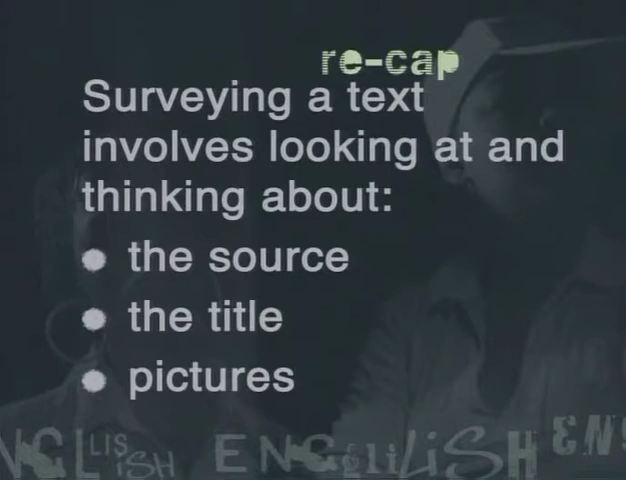 re-cap
Surveying a text
involves looking at and
thinking about:
the source
the title
pictures
ENGLISH